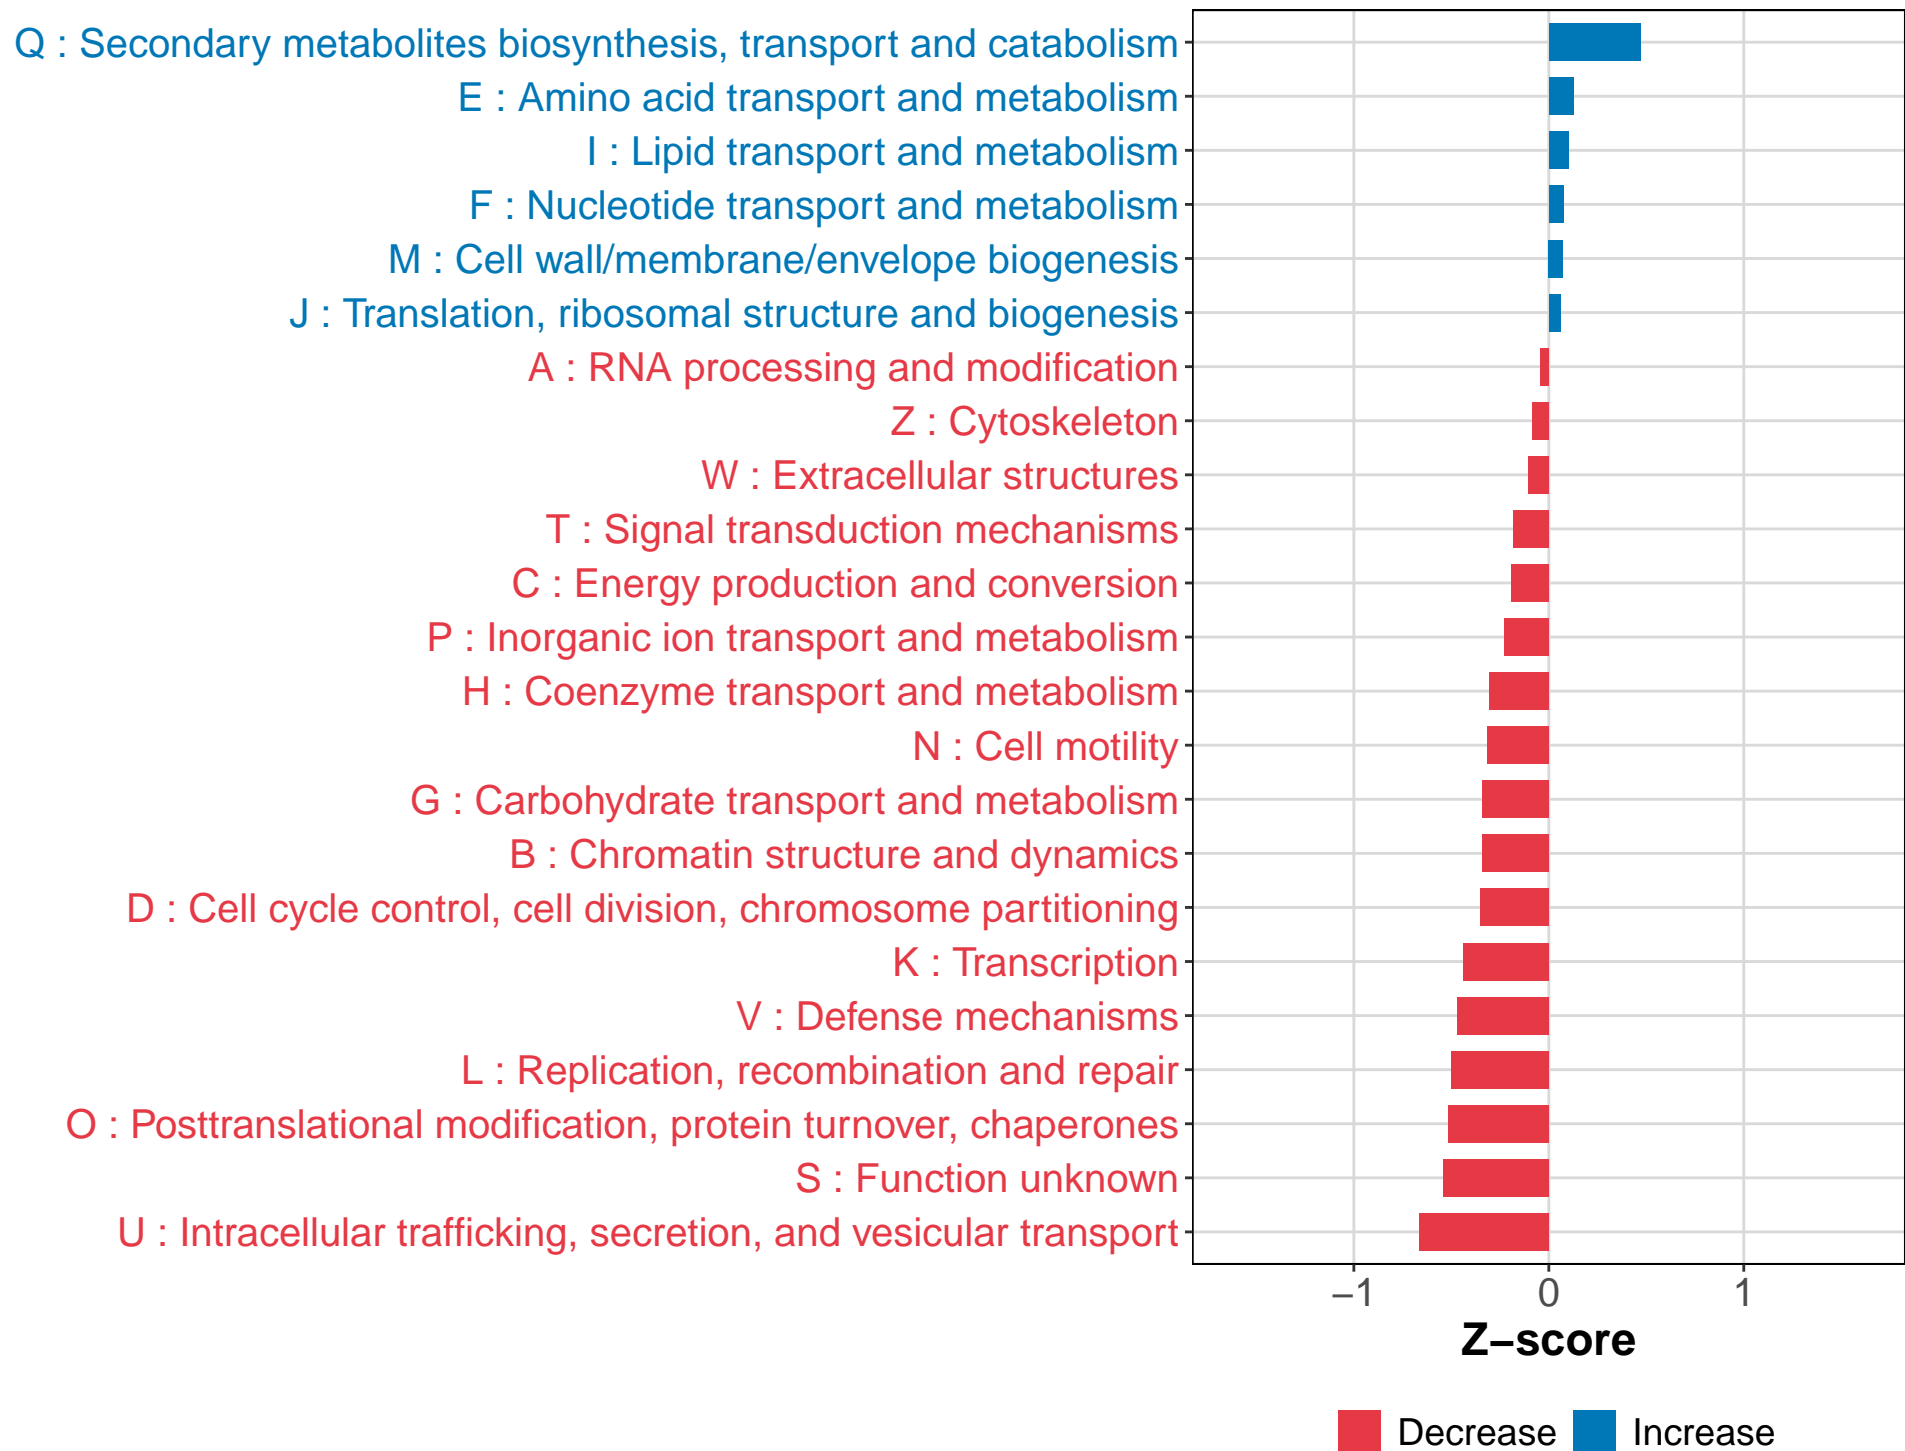 Q : Secondary metabolites biosynthesis, transport and catabolism
E : Amino acid transport and metabolism
I : Lipid transport and metabolism
F : Nucleotide transport and metabolism
M : Cell wall/membrane/envelope biogenesis
J : Translation, ribosomal structure and biogenesis
A : RNA processing and modification
Z : Cytoskeleton
W : Extracellular structures
T : Signal transduction mechanisms
C : Energy production and conversion
P : Inorganic ion transport and metabolism
H : Coenzyme transport and metabolism
N : Cell motility
G : Carbohydrate transport and metabolism
B : Chromatin structure and dynamics
D : Cell cycle control, cell division, chromosome partitioning
K : Transcription
V : Defense mechanisms
L : Replication, recombination and repair
O : Posttranslational modification, protein turnover, chaperones
S : Function unknown
U : Intracellular trafficking, secretion, and vesicular transport
−1 0 1
Z−score
Decrease Increase